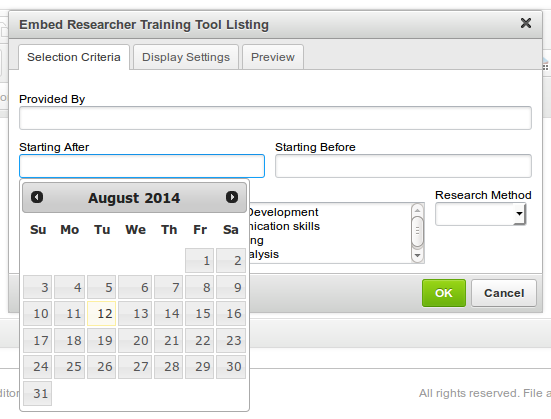 Embed Researcher Training Tool Listing
Selection Criteria Display Settings Preview
Provided By
Starting After Starting Before
August 2014
Su Mo Tu We Th Fr Sa
1 2
3 4 5 6 7 8 9
10 11 12 13 14 15 16
17 18 19 20 21 22 23
24 25 26 27 28 29 30
31
Development
Research Method
skills
OK Cancel
All rights reserved. File a